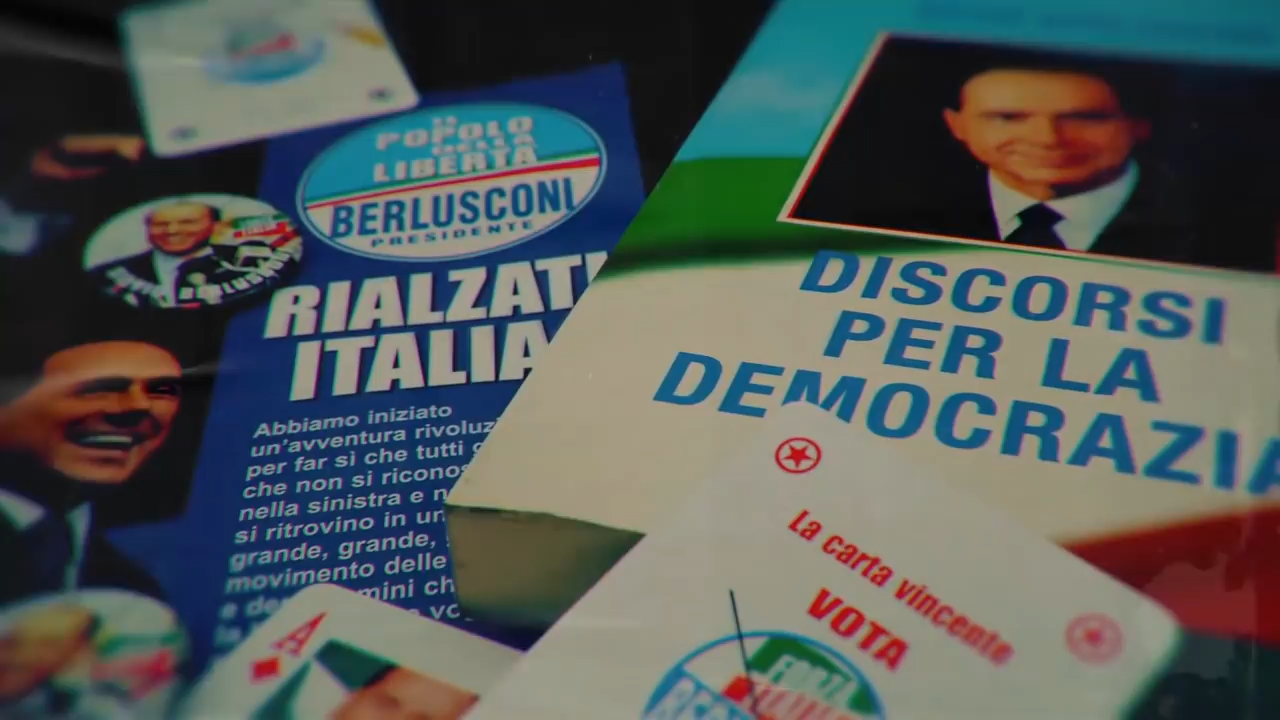 IL
POPOLO
DELLA
LIBERTÀ
BERLUSCONI
PRESIDENTE
RIALZATI
ITALIA
Abbiamo iniziato
un'avventura
per far sì che tutti
che non si
nella sinistra e
si ritrovino in
grande, grande,
movimento delle
DISCORSI
PER LA
DEMOCRAZIA
La carta vincente
VOTA
FORZA
A